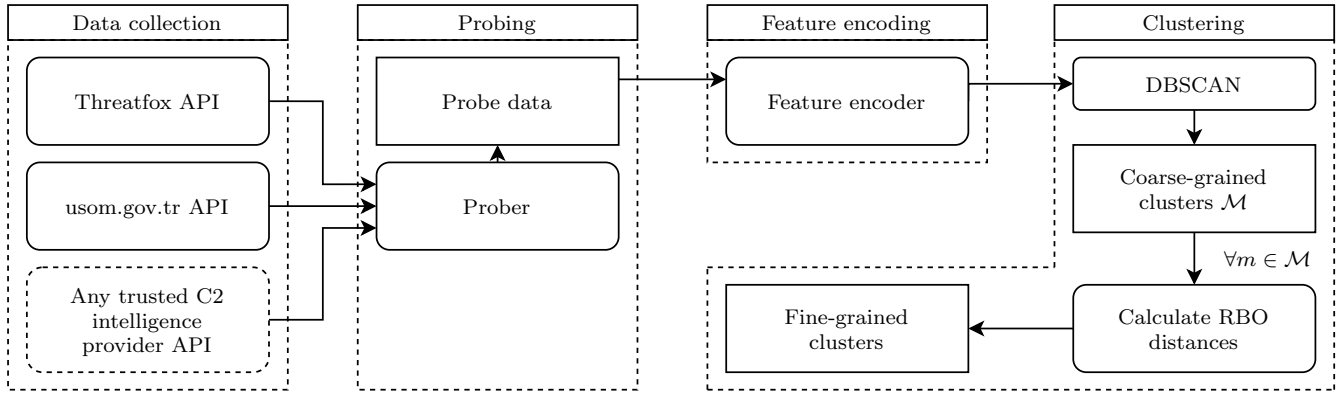 Data collection
Threatfox API
usom.gov.tr API
Any trusted C2
intelligence
provider API
Probing
Probe data
Prober
Feature encoding
Feature encoder
Clustering
DBSCAN
Coarse-grained
clusters ℳ
∀m ∈ ℳ
Calculate RBO
distances
Fine-grained
clusters